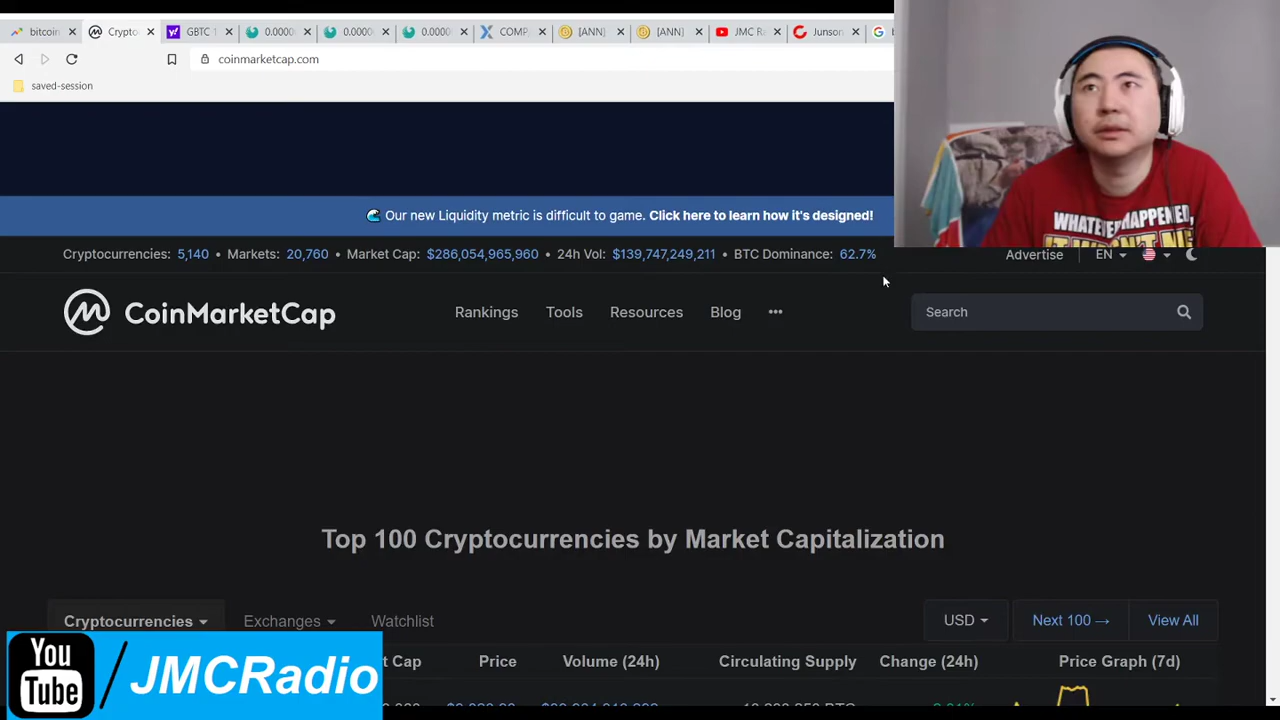 bitcoin
Crypto
GBTC 1
0.0000
0.0000
0.0000
COMP
[ANN]
[ANN]
JMC R
Junson
b
coinmarketcap.com
saved-session
Our new Liquidity metric is difficult to game. Click here to learn how it's designed!
WHATEVER HAPPENED,
Cryptocurrencies: 5,140 • Markets: 20,760 • Market Cap: $286,054,965,960 • 24h Vol: $139,747,249,211 • BTC Dominance: 62.7%
Advertise
EN
CoinMarketCap
Rankings
Tools
Resources
Blog
Search
Top 100 Cryptocurrencies by Market Capitalization
Cryptocurrencies
Exchanges
Watchlist
USD
Next 100 →
View All
t Cap
Price
Volume (24h)
Circulating Supply
Change (24h)
Price Graph (7d)
You
Tube
/JMCRadio